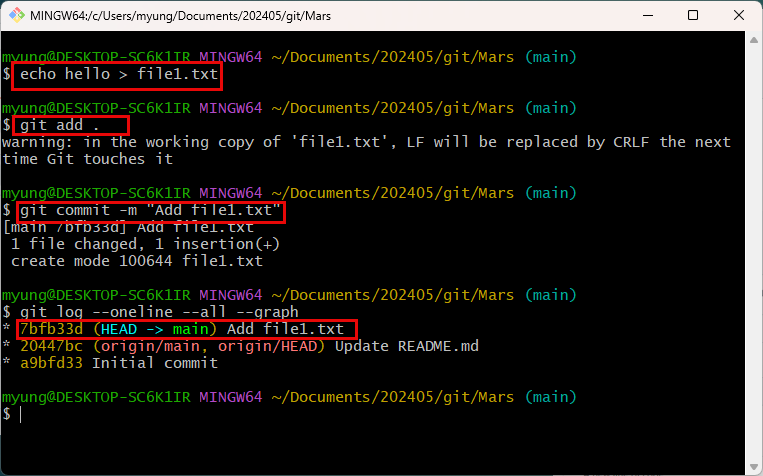 MINGW64:/c/Users/myung/Documents/202405/git/Mars
myung@DESKTOP-SC6K1IR MINGW64 ~/Documents/202405/git/Mars (main)
$ echo hello > file1.txt
myung@DESKTOP-SC6K1IR MINGW64 ~/Documents/202405/git/Mars (main)
$ git add .
warning: in the working copy of 'file1.txt', LF will be replaced by CRLF the next
time Git touches it
myung@DESKTOP-SC6K1IR MINGW64 ~/Documents/202405/git/Mars (main)
$ git commit -m "Add file1.txt"
[main 7bfb33d] Add file1.txt
 1 file changed, 1 insertion(+)
 create mode 100644 file1.txt
myung@DESKTOP-SC6K1IR MINGW64 ~/Documents/202405/git/Mars (main)
$ git log --oneline --all --graph
* 7bfb33d (HEAD -> main) Add file1.txt
* 20447bc (origin/main, origin/HEAD) Update README.md
* a9bfd33 Initial commit
myung@DESKTOP-SC6K1IR MINGW64 ~/Documents/202405/git/Mars (main)
$